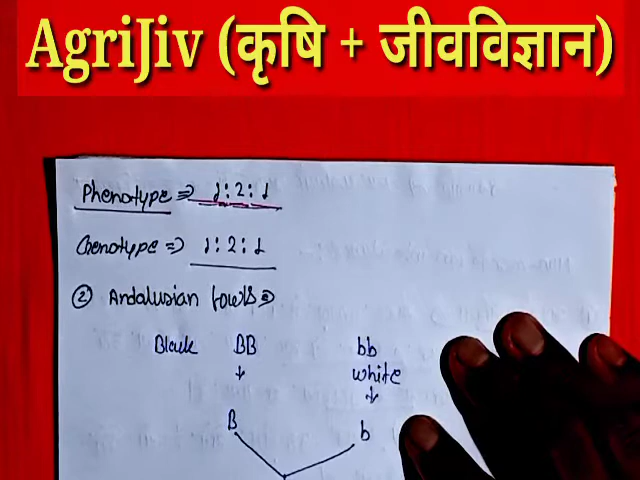 AgriJiv (कृषि + जीवविज्ञान)
Phenotype ⇒ 1:2:1
Genotype ⇒ 1:2:1
② Andalusian fowls ⇒
Black BB bb
↓ white
↓
B b